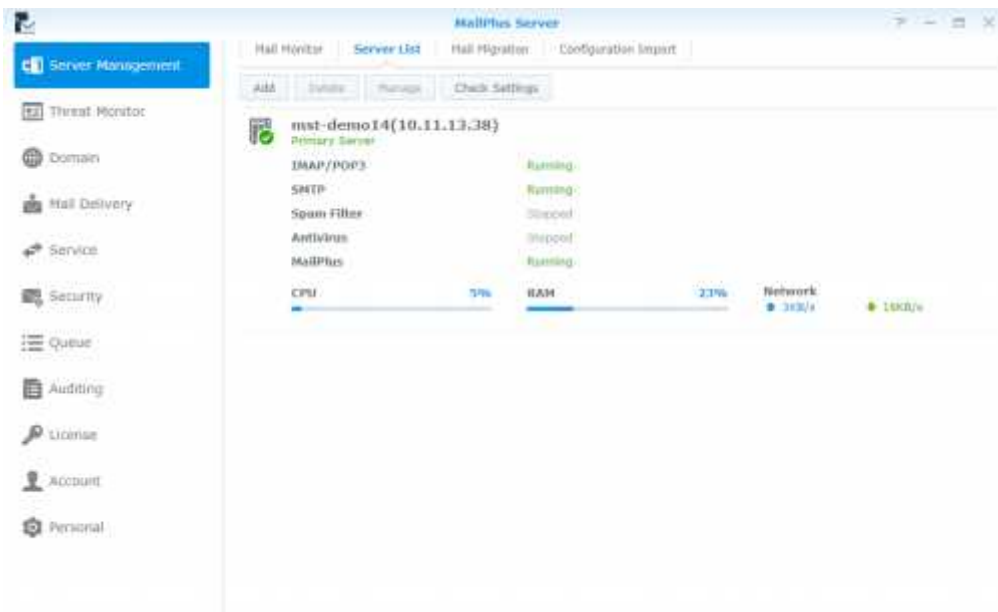 MailPlus Server
Server Management
Threat Monitor
Domain
Mail Delivery
Service
Security
Queue
Auditing
License
Account
Personal
Mail Monitor Server List Mail Migration Configuration Import
Add Delete Manage Check Settings
mst-demo14(10.11.13.38)
Primary Server
IMAP/POP3 Running
SMTP Running
Spam Filter Stopped
Antivirus Stopped
MailPlus Running
CPU 5% RAM 23% Network
KB/s KB/s